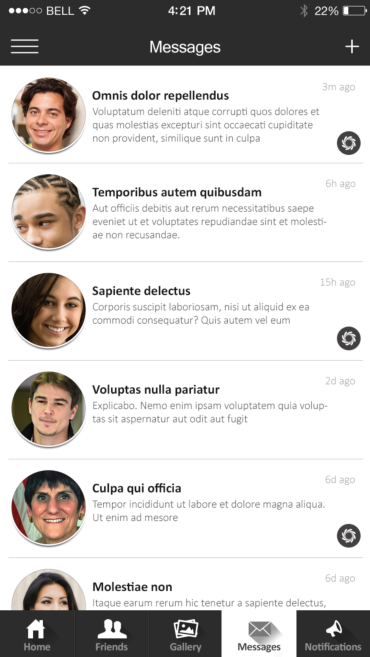 BELL 4:21 PM 22%
Messages
3m ago
Omnis dolor repellendus
Voluptatum deleniti atque corrupti quos dolores et
quas molestias excepturi sint occaecati cupiditate
non provident, similique sunt in culpa
6h ago
Temporibus autem quibusdam
Aut officiis debitis aut rerum necessitatibus saepe
eveniet ut et voluptates repudiandae sint et molesti-
ae non recusandae.
15h ago
Sapiente delectus
Corporis suscipit laboriosam, nisi ut aliquid ex ea
commodi consequatur? Quis autem vel eum
2d ago
Voluptas nulla pariatur
Explicabo. Nemo enim ipsam voluptatem quia volup-
tas sit aspernatur aut odit aut fugit
6d ago
Culpa qui officia
Tempor incididunt ut labore et dolore magna aliqua.
Ut enim ad mesore
6d ago
Molestiae non
Itaque earum rerum hic tenetur a sapiente delectus,
Home Friends Gallery Messages Notifications